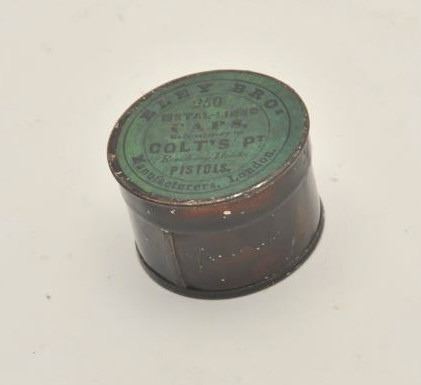 ELEY BROS
250
METAL-LINED
CAPS,
COLT'S PT
PISTOLS.
Manufacturers, London.